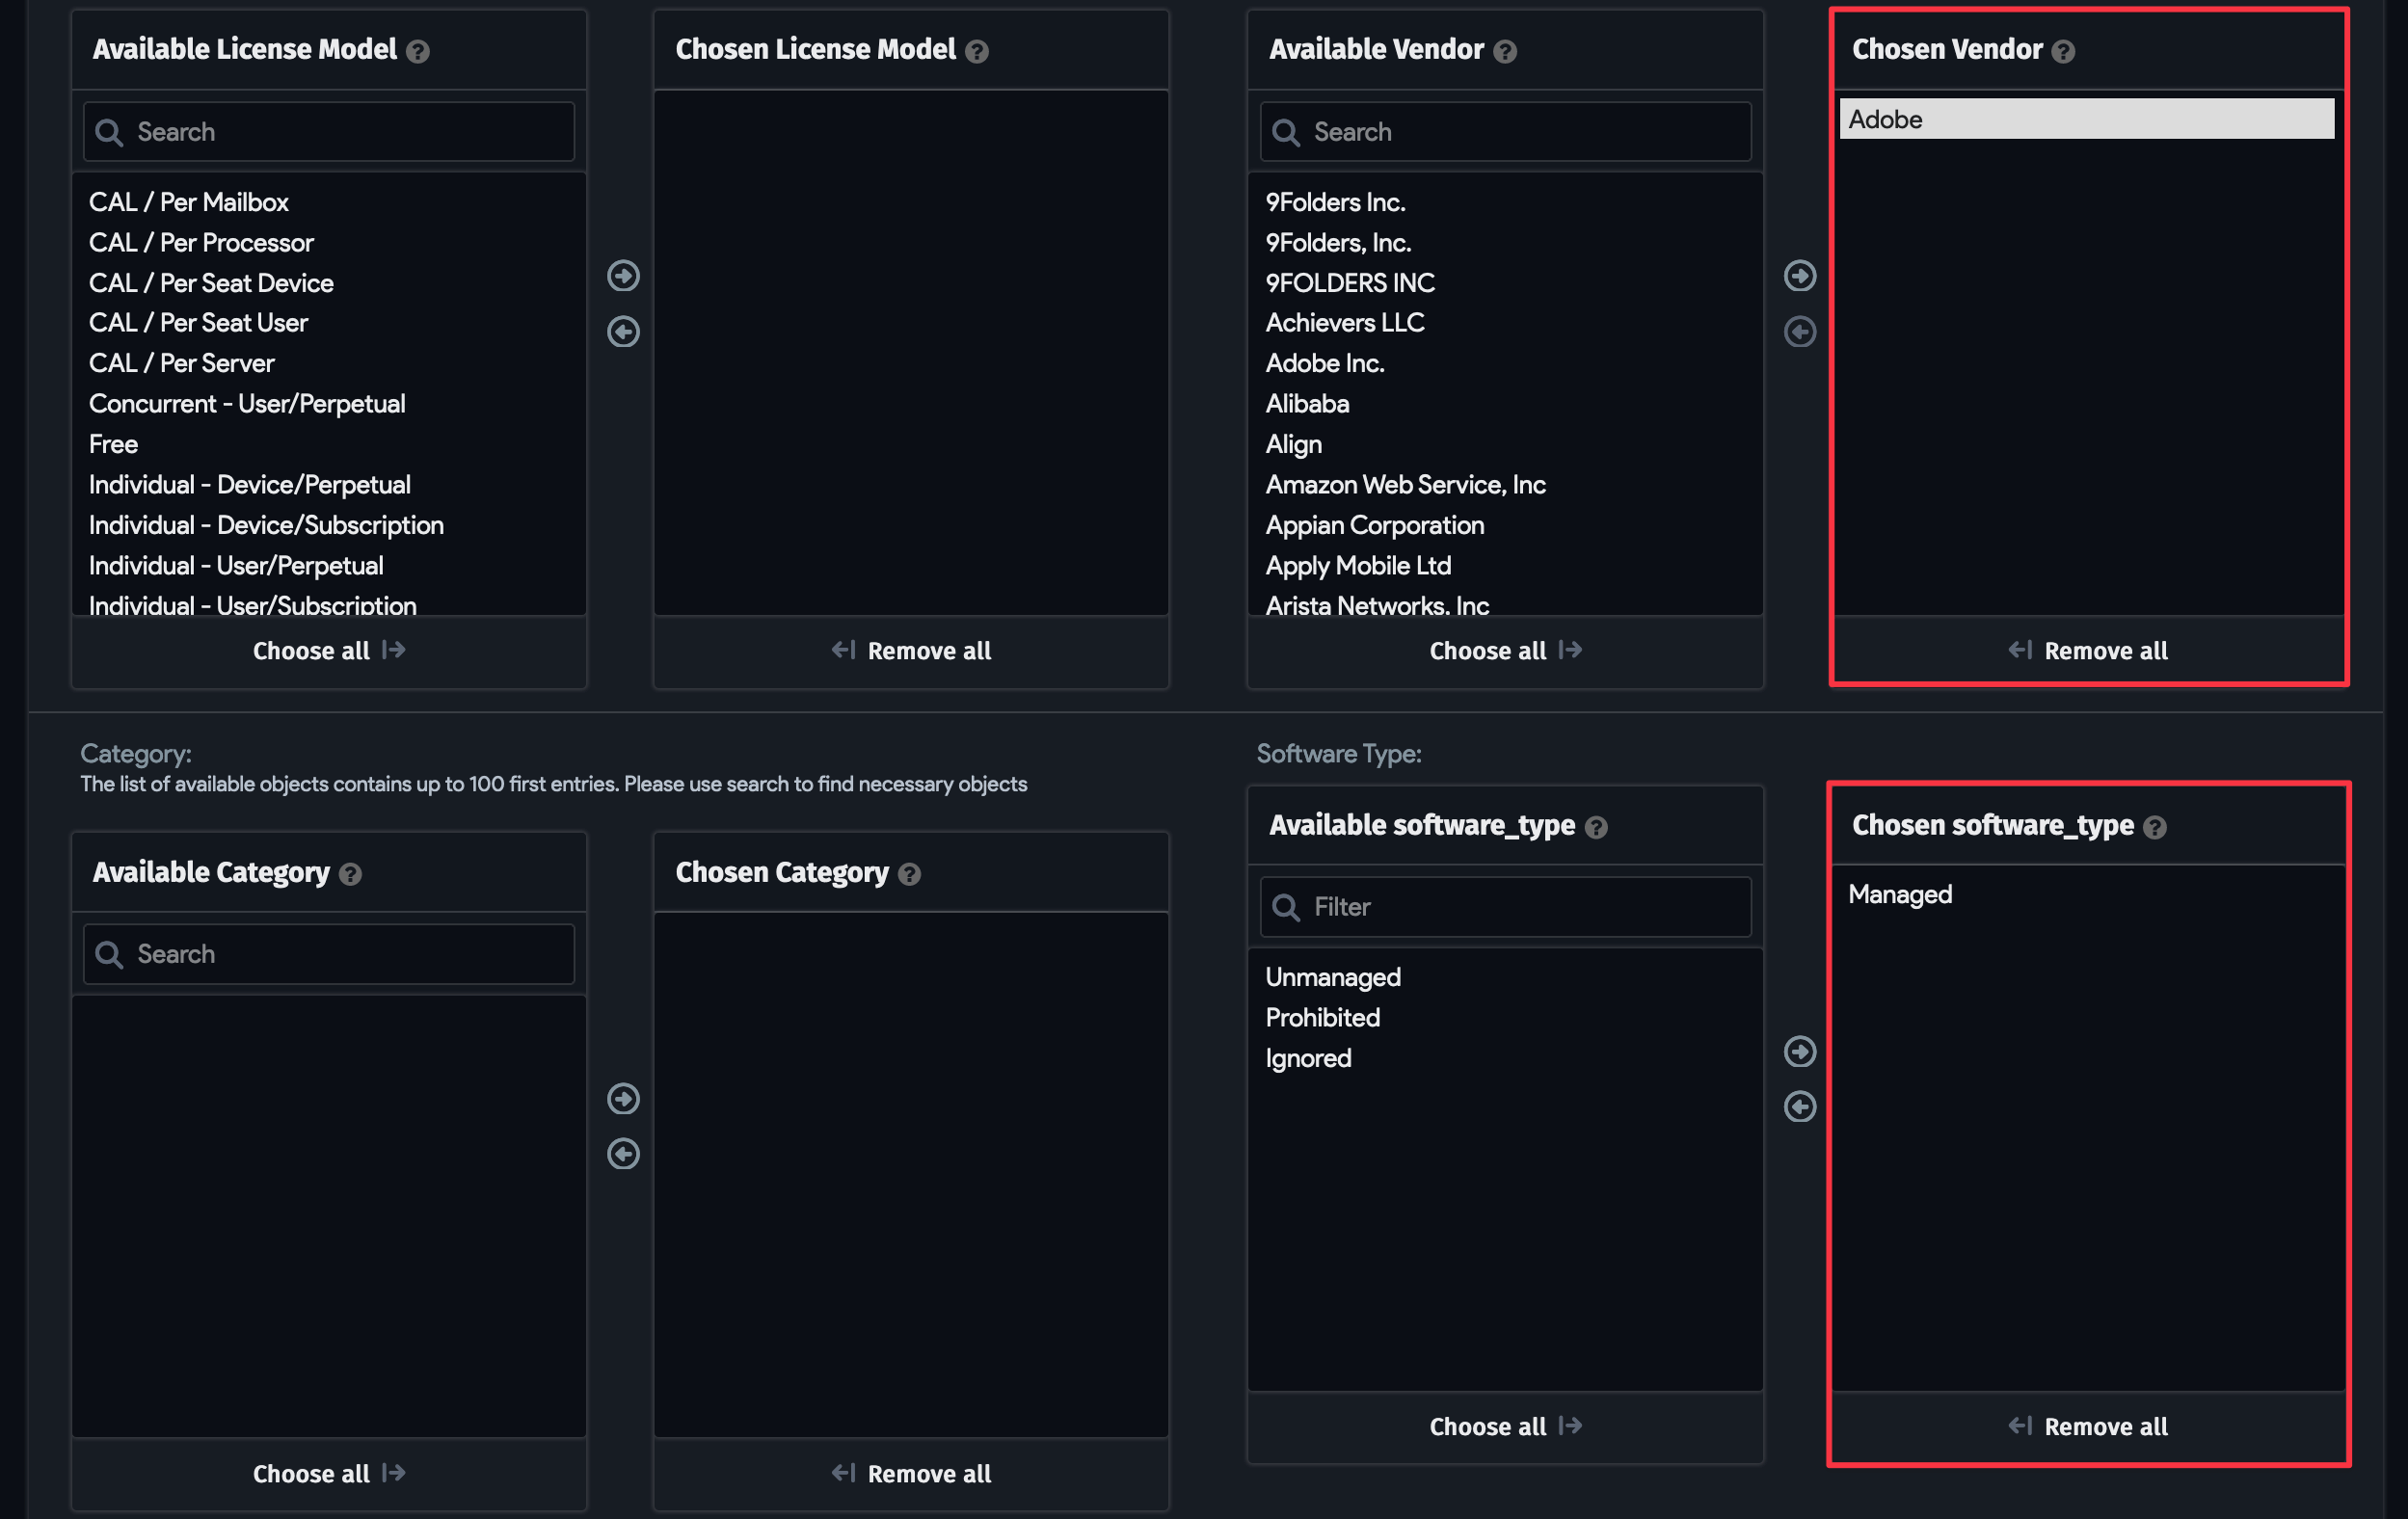 Available License Model ?
Search
CAL / Per Mailbox
CAL / Per Processor
CAL / Per Seat Device
CAL / Per Seat User
CAL / Per Server
Concurrent - User/Perpetual
Free
Individual - Device/Perpetual
Individual - Device/Subscription
Individual - User/Perpetual
Individual - User/Subscription
Choose all
Chosen License Model ?
Remove all
Available Vendor ?
Search
9Folders Inc.
9Folders, Inc.
9FOLDERS INC
Achievers LLC
Adobe Inc.
Alibaba
Align
Amazon Web Service, Inc
Appian Corporation
Apply Mobile Ltd
Arista Networks, Inc
Choose all
Chosen Vendor ?
Adobe
Remove all
Category:
The list of available objects contains up to 100 first entries. Please use search to find necessary objects
Available Category ?
Search
Choose all
Chosen Category ?
Remove all
Software Type:
Available software_type ?
Filter
Unmanaged
Prohibited
Ignored
Choose all
Chosen software_type ?
Managed
Remove all